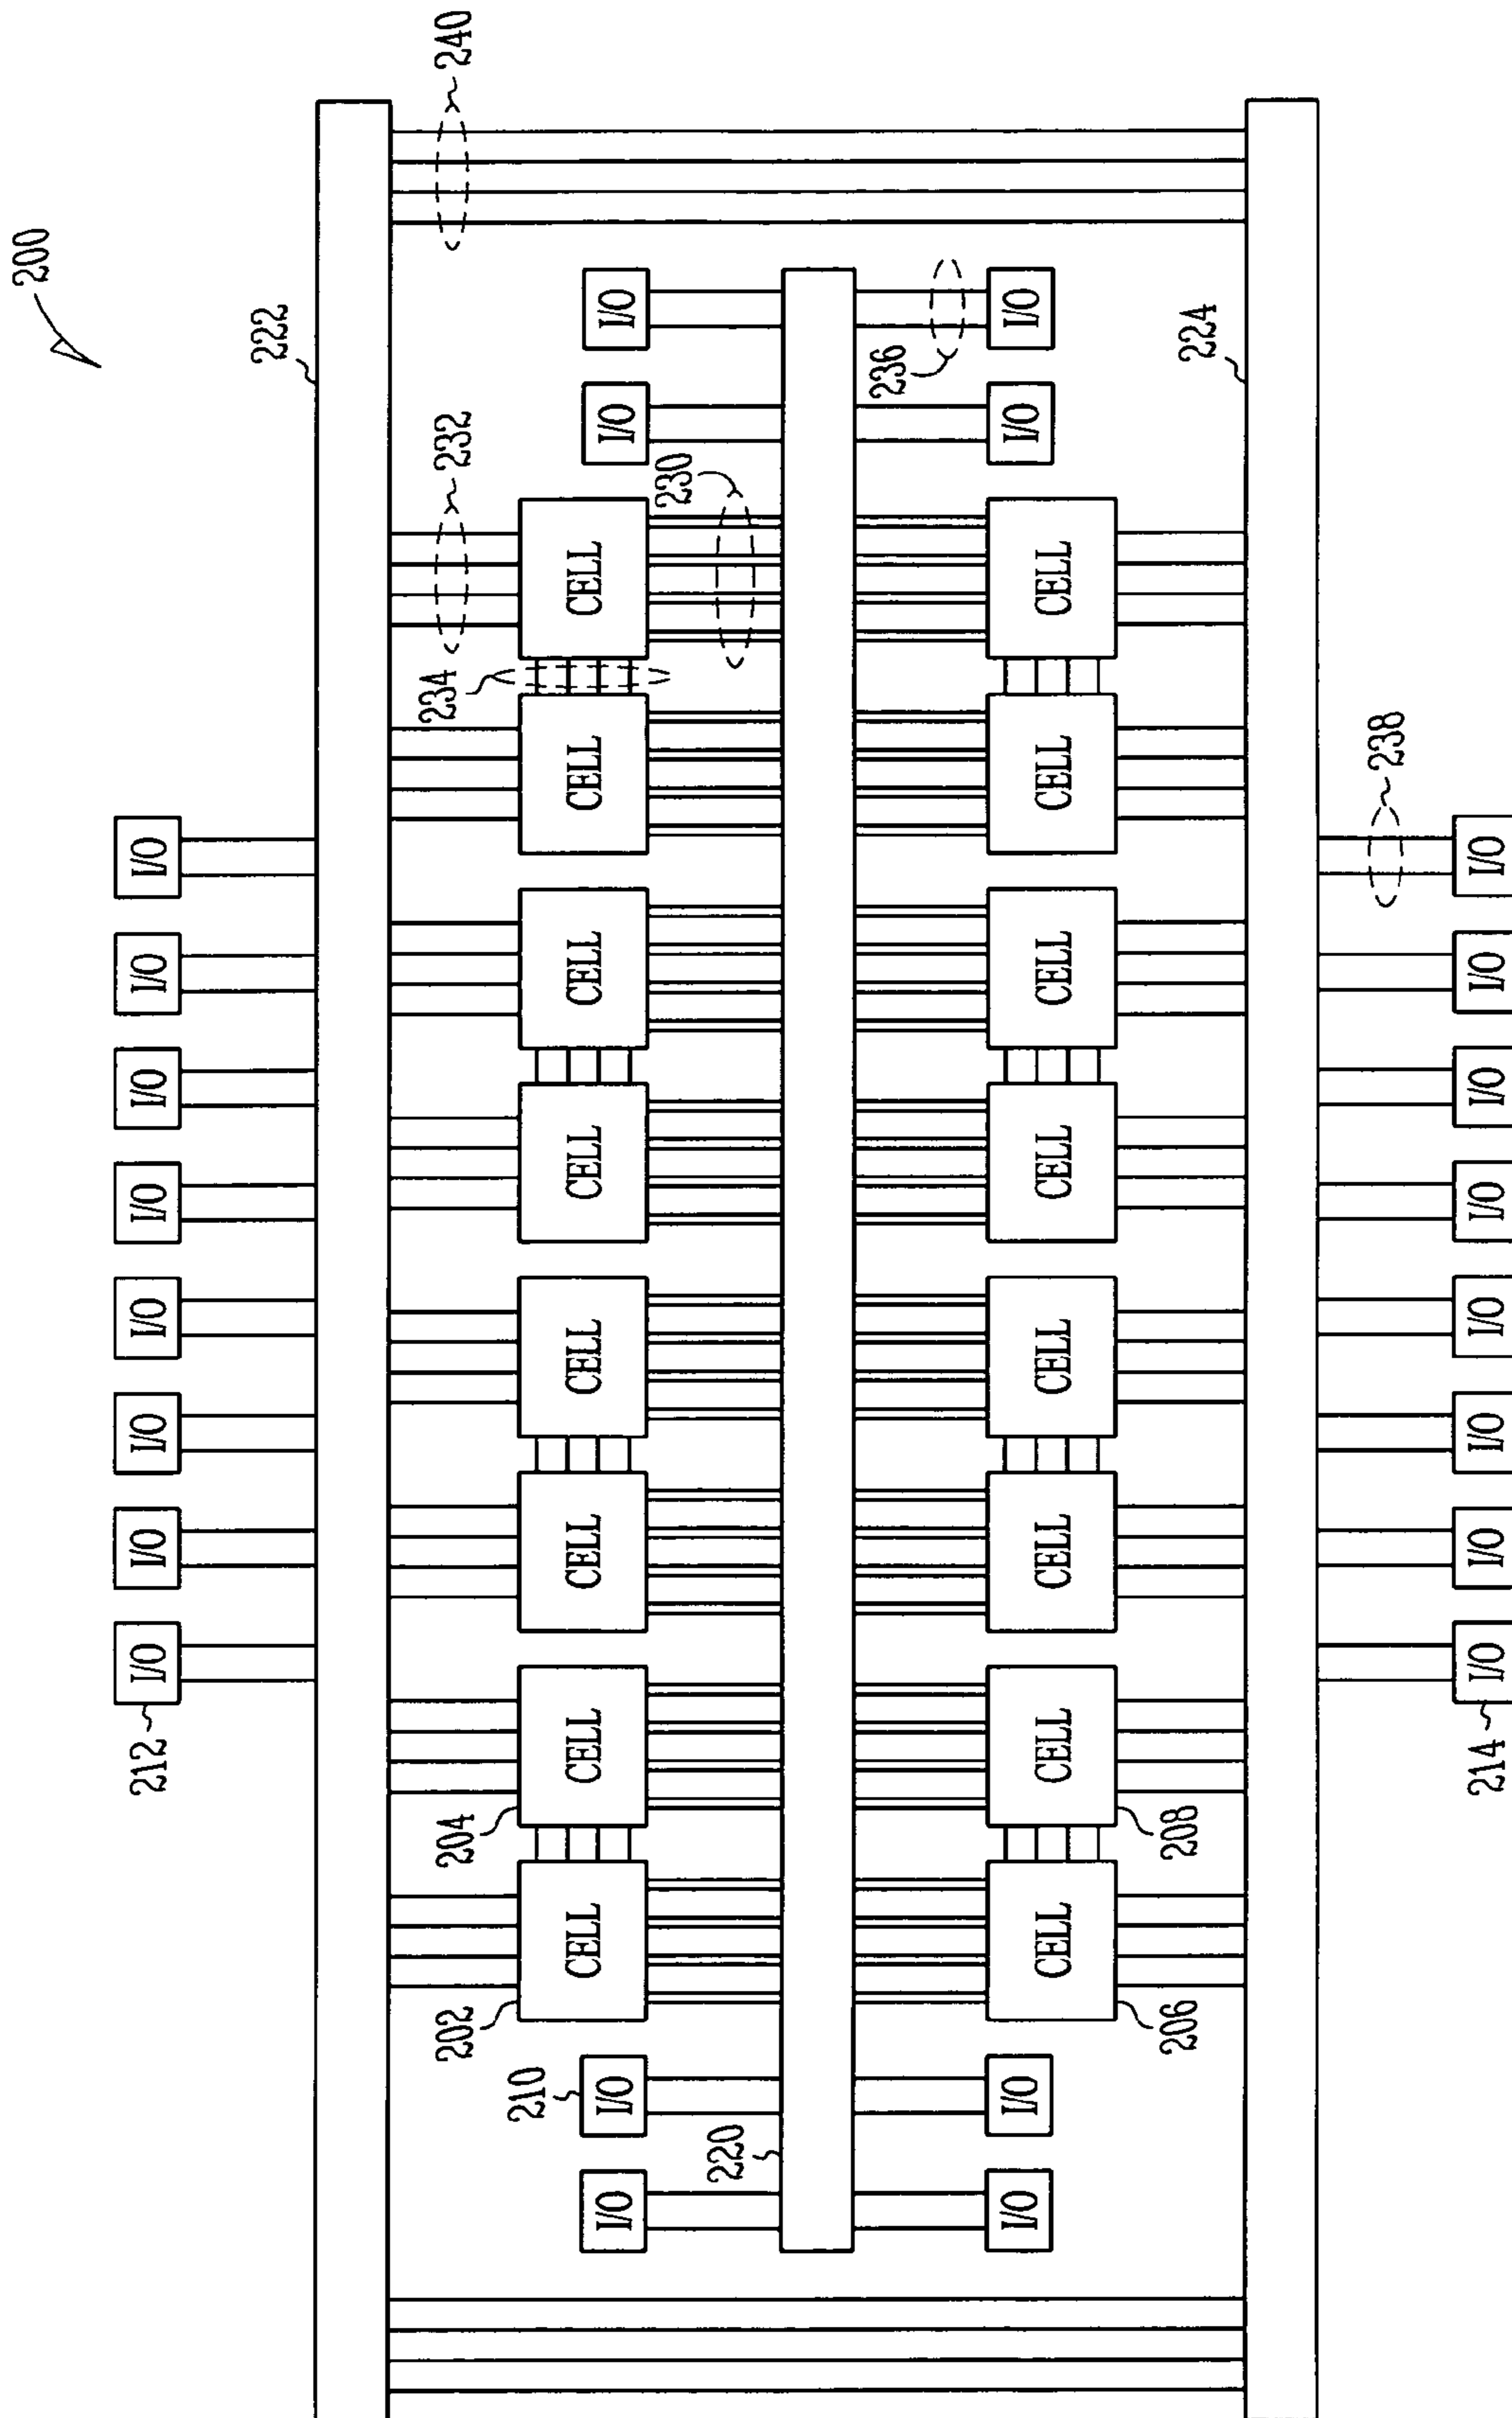 200
212 I/O I/O I/O I/O I/O I/O I/O I/O
222
202 204 234 232 240
210
I/O I/O CELL CELL CELL CELL CELL CELL CELL CELL I/O I/O
230
220
236
I/O I/O CELL CELL CELL CELL CELL CELL CELL CELL I/O I/O
206 208 224
238
214 I/O I/O I/O I/O I/O I/O I/O I/O